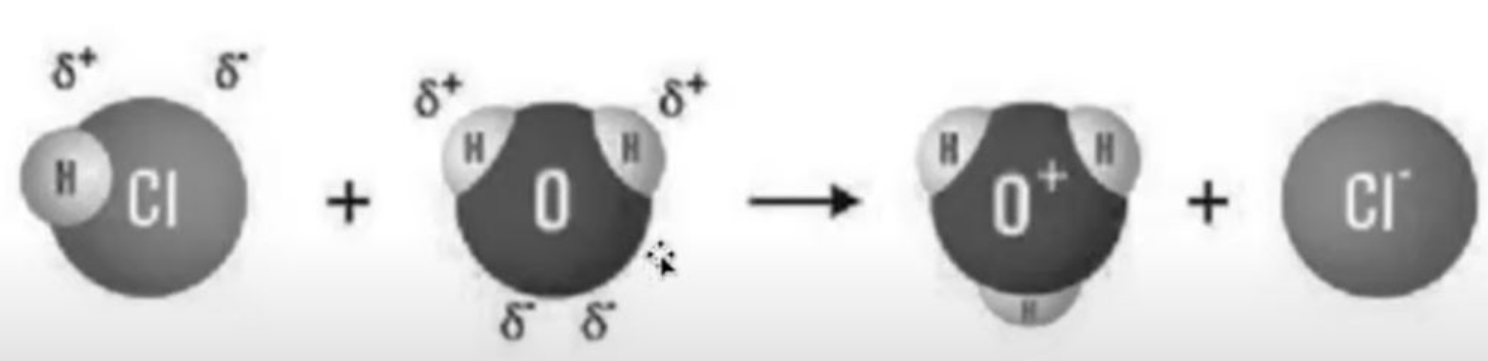 δ⁺ δ⁻
H Cl
+
δ⁺ δ⁺
H H
O
δ⁻ δ⁻
→
H H
O⁺
H
+
Cl⁻